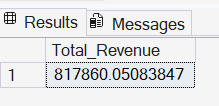 Results Messages
Total_Revenue
1 817860.05083847